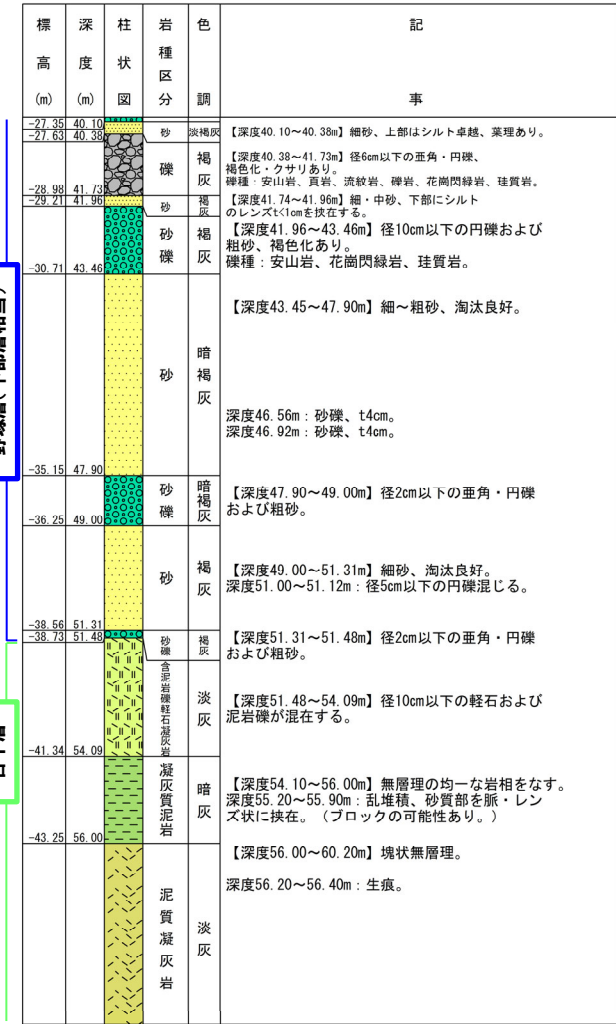 標高(m) 深度(m) 柱状図 岩種区分 色調 記事
-27.35 40.10
-27.63 40.38 砂 淡褐灰 【深度40.10~40.38m】細砂、上部はシルト卓越、葉理あり。
礫 褐灰 【深度40.38~41.73m】径6cm以下の亜角・円礫、
褐色化・クサリあり。
礫種：安山岩、頁岩、流紋岩、礫岩、花崗閃緑岩、珪質岩。
-28.98 41.73
-29.21 41.96 砂 褐灰 【深度41.74~41.96m】細・中砂、下部にシルト
のレンズt<1cmを挟在する。
砂礫 褐灰 【深度41.96~43.46m】径10cm以下の円礫および
粗砂、褐色化あり。
礫種：安山岩、花崗閃緑岩、珪質岩。
-30.71 43.46
【深度43.45~47.90m】細~粗砂、淘汰良好。
砂 暗褐灰
深度46.56m：砂礫、t4cm。
深度46.92m：砂礫、t4cm。
-35.15 47.90
砂礫 暗褐灰 【深度47.90~49.00m】径2cm以下の亜角・円礫
および粗砂。
-36.25 49.00
砂 褐灰 【深度49.00~51.31m】細砂、淘汰良好。
深度51.00~51.12m：径5cm以下の円礫混じる。
-38.56 51.31
-38.73 51.48 砂礫 褐灰 【深度51.31~51.48m】径2cm以下の亜角・円礫
および粗砂。
含泥岩礫軽石凝灰岩 淡灰 【深度51.48~54.09m】径10cm以下の軽石および
泥岩礫が混在する。
-41.34 54.09
凝灰質泥岩 暗灰 【深度54.10~56.00m】無層理の均一な岩相をなす。
深度55.20~55.90m：乱堆積、砂質部を脈・レン
ズ状に挟在。（ブロックの可能性あり。）
-43.25 56.00
【深度56.00~60.20m】塊状無層理。
深度56.20~56.40m：生痕。
泥質凝灰岩 淡灰